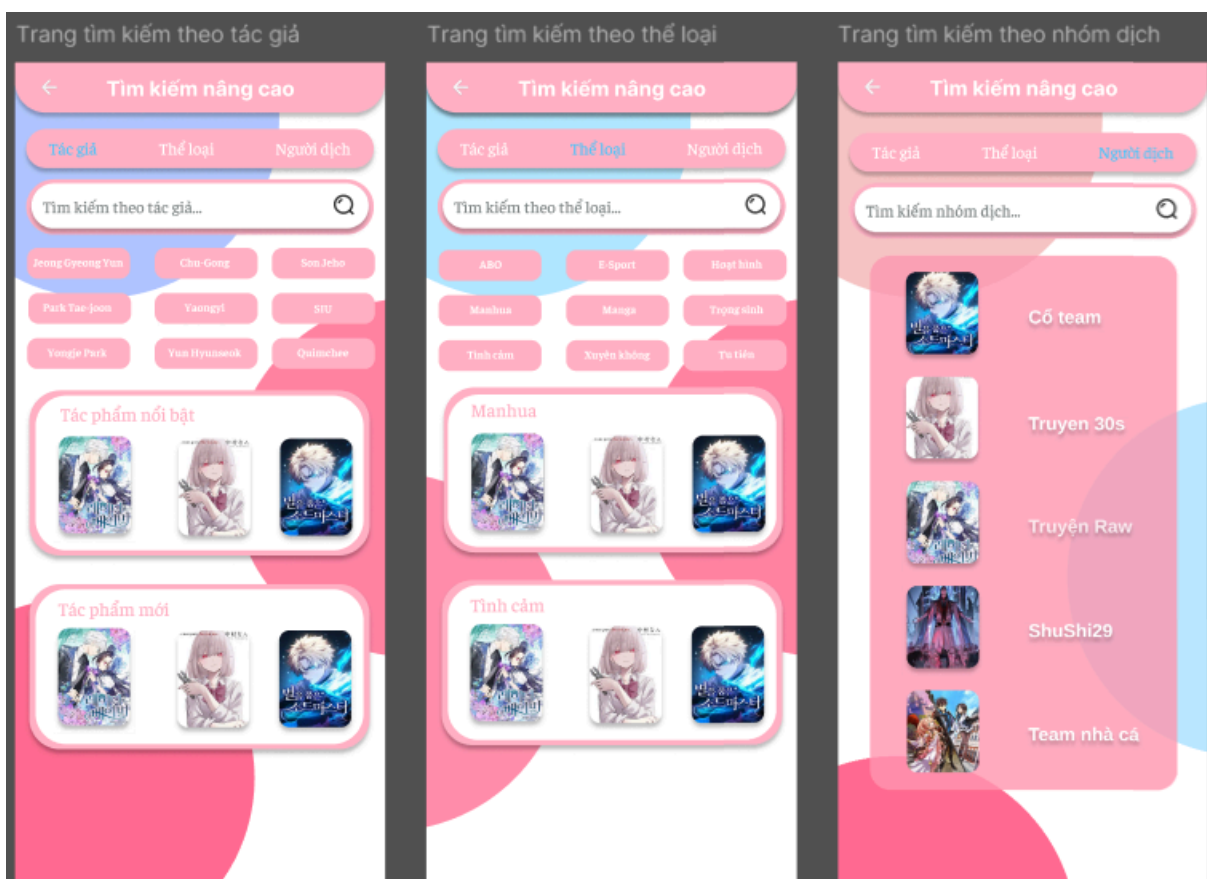 Trang tìm kiếm theo tác giả
Tìm kiếm nâng cao
Tác giả Thể loại Người dịch
Tìm kiếm theo tác giả...
Jeong Gyeong Yun Chu-Gong Son Jeho
Park Tae-joon Yaongyi SIU
Yongje Park Yun Hyunseok Quimchee
Tác phẩm nổi bật
Tác phẩm mới
Trang tìm kiếm theo thể loại
Tìm kiếm nâng cao
Tác giả Thể loại Người dịch
Tìm kiếm theo thể loại...
ABO E-Sport Hoạt hình
Manhua Manga Trọng sinh
Tình cảm Xuyên không Tu tiên
Manhua
Tình cảm
Trang tìm kiếm theo nhóm dịch
Tìm kiếm nâng cao
Tác giả Thể loại Người dịch
Tìm kiếm nhóm dịch...
Cố team
Truyen 30s
Truyện Raw
ShuShi29
Team nhà cá